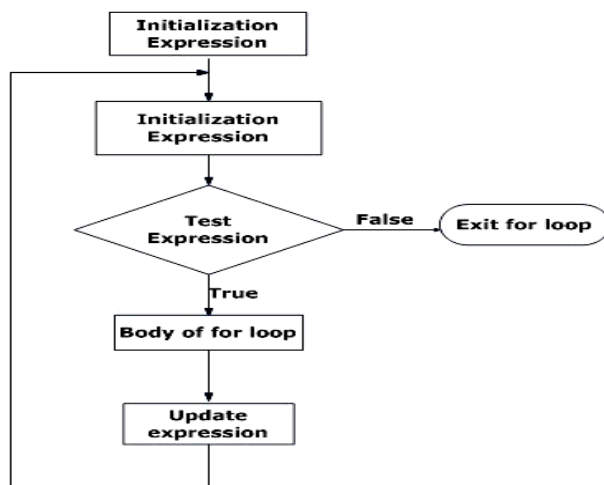 Initialization
Expression
Initialization
Expression
Test
Expression
False
Exit for loop
True
Body of for loop
Update
expression